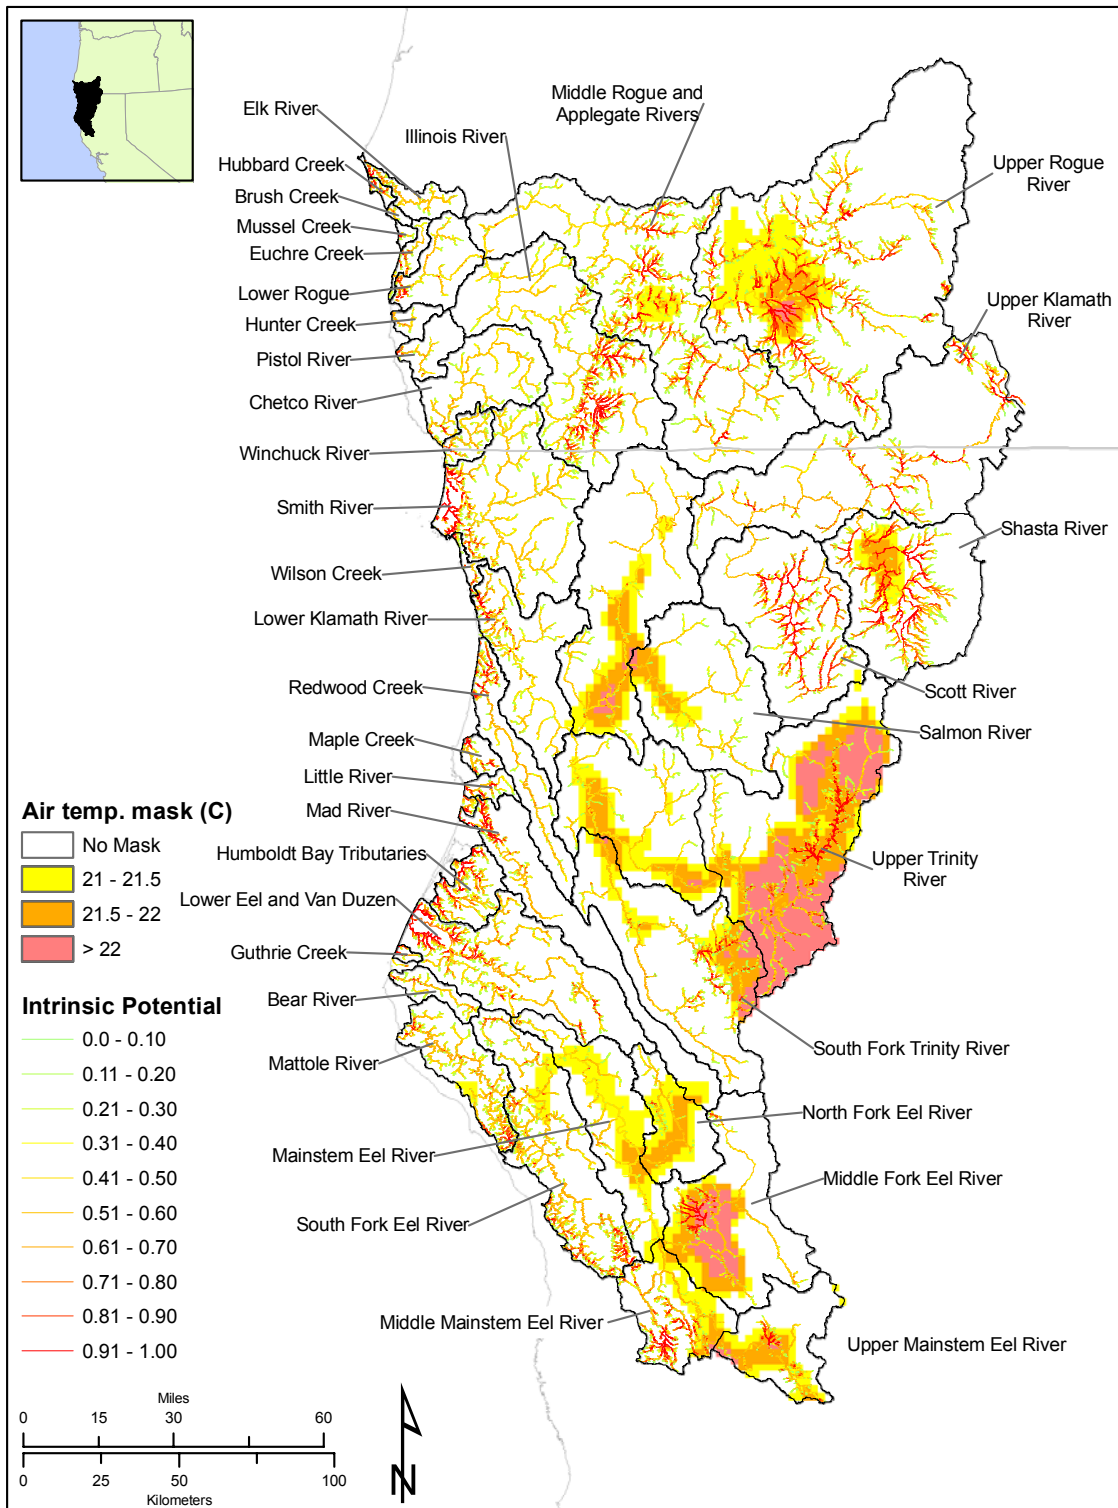 Elk River
Hubbard Creek
Brush Creek
Mussel Creek
Euchre Creek
Lower Rogue
Hunter Creek
Pistol River
Chetco River
Winchuck River
Smith River
Wilson Creek
Lower Klamath River
Redwood Creek
Maple Creek
Little River
Mad River
Humboldt Bay Tributaries
Lower Eel and Van Duzen
Guthrie Creek
Bear River
Mattole River
Mainstem Eel River
South Fork Eel River
Middle Mainstem Eel River
Illinois River
Middle Rogue and
Applegate Rivers
Upper Rogue
River
Upper Klamath
River
Shasta River
Scott River
Salmon River
Upper Trinity
River
South Fork Trinity River
North Fork Eel River
Middle Fork Eel River
Upper Mainstem Eel River
Air temp. mask (C)
No Mask
21 - 21.5
21.5 - 22
> 22
Intrinsic Potential
0.0 - 0.10
0.11 - 0.20
0.21 - 0.30
0.31 - 0.40
0.41 - 0.50
0.51 - 0.60
0.61 - 0.70
0.71 - 0.80
0.81 - 0.90
0.91 - 1.00
Miles
0 15 30 60
0 25 50 100
Kilometers
N